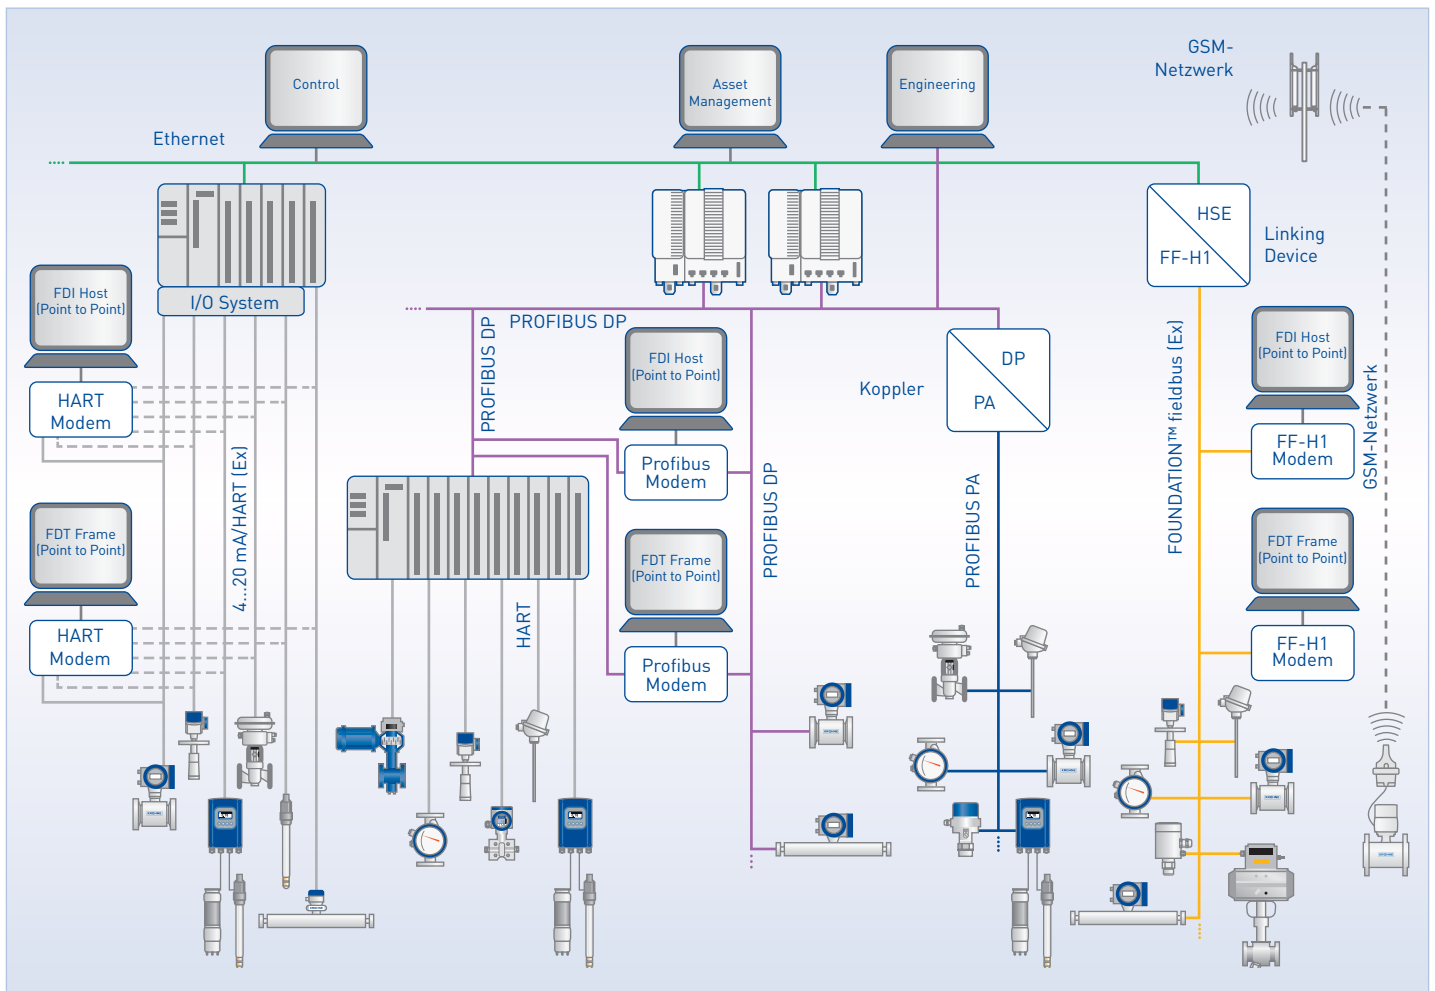 GSM-
Netzwerk
Control
Asset
Management
Engineering
Ethernet
HSE
FF-H1
Linking
Device
I/O System
FDI Host
(Point to Point)
HART
Modem
4...20 mA/HART (Ex)
FDT Frame
(Point to Point)
HART
Modem
PROFIBUS DP
PROFIBUS DP
FDI Host
(Point to Point)
Profibus
Modem
PROFIBUS DP
FDT Frame
(Point to Point)
Profibus
Modem
HART
Koppler
DP
PA
PROFIBUS PA
FOUNDATION™ fieldbus (Ex)
FDI Host
(Point to Point)
FF-H1
Modem
GSM-Netzwerk
FDT Frame
(Point to Point)
FF-H1
Modem